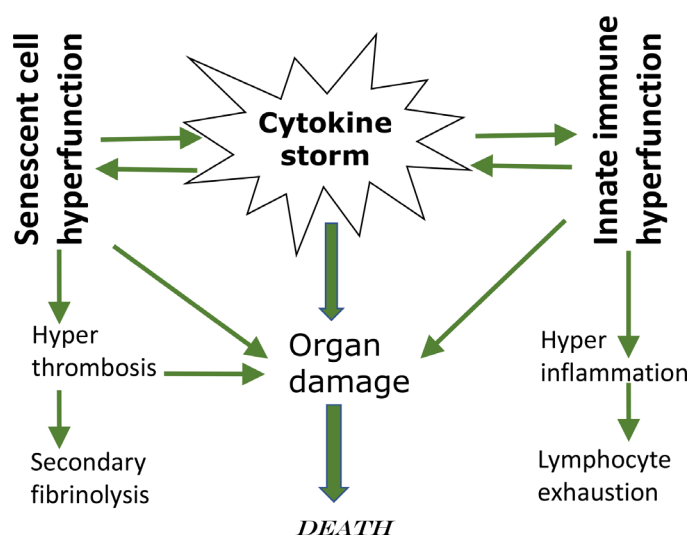 Senescent cell
hyperfunction
Cytokine
storm
Innate immune
hyperfunction
Hyper
thrombosis
Organ
damage
Hyper
inflammation
Secondary
fibrinolysis
Lymphocyte
exhaustion
DEATH